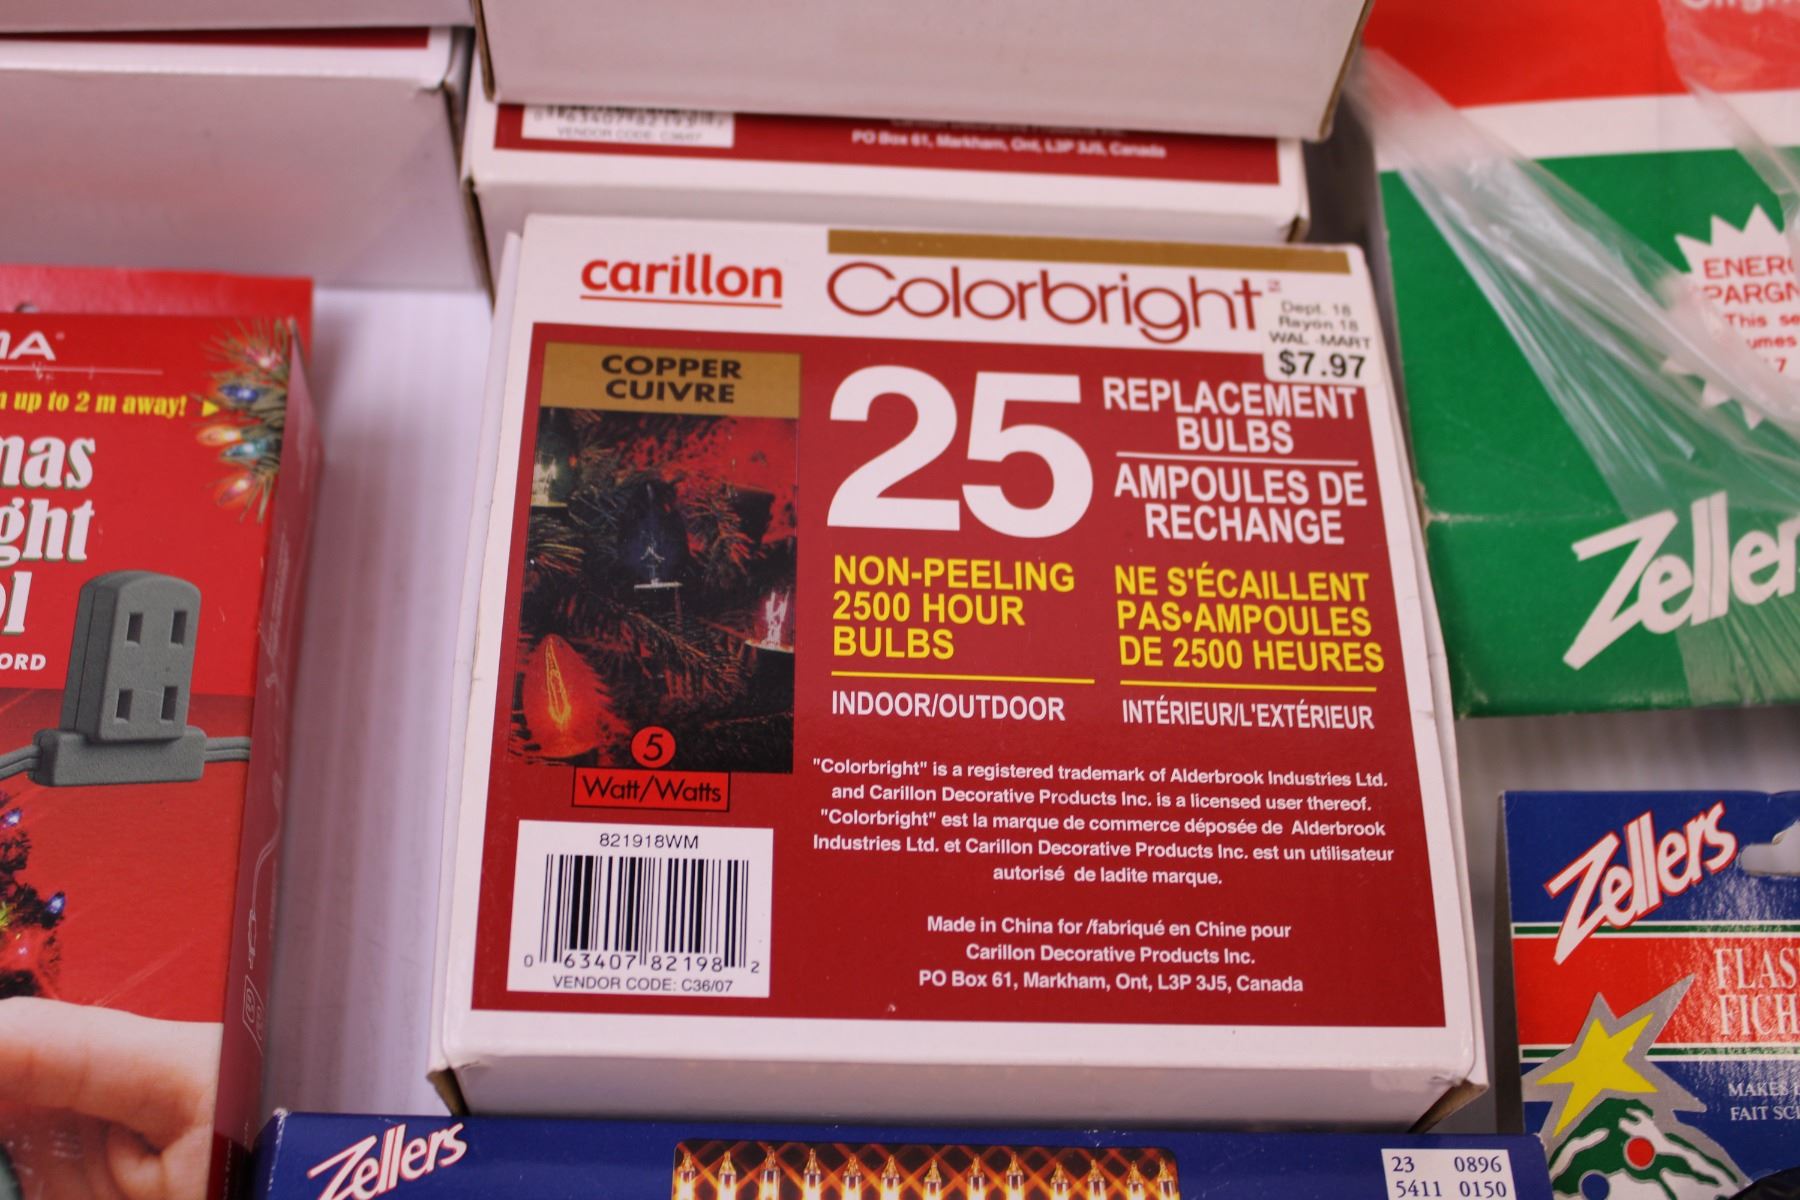 VENDOR CODE: C36/07
PO Box 61, Markham, Ont, L3P 3J5, Canada
carillon
Colorbright
Dept. 18
Rayon 18
WAL-MART
$7.97
COPPER
CUIVRE
25
REPLACEMENT
BULBS
AMPOULES DE
RECHANGE
NON-PEELING
2500 HOUR
BULBS
NE S'ÉCAILLENT
PAS•AMPOULES
DE 2500 HEURES
INDOOR/OUTDOOR
INTÉRIEUR/L'EXTÉRIEUR
5
Watt/Watts
"Colorbright" is a registered trademark of Alderbrook Industries Ltd.
and Carillon Decorative Products Inc. is a licensed user thereof.
"Colorbright" est la marque de commerce déposée de Alderbrook
Industries Ltd. et Carillon Decorative Products Inc. est un utilisateur
autorisé de ladite marque.
821918WM
0 63407 82198 2
VENDOR CODE: C36/07
Made in China for /fabriqué en Chine pour
Carillon Decorative Products Inc.
PO Box 61, Markham, Ont, L3P 3J5, Canada
up to 2 m away!
This
7
Zellers
MAKES
FAIT
Zellers
23 0896
5411 0150